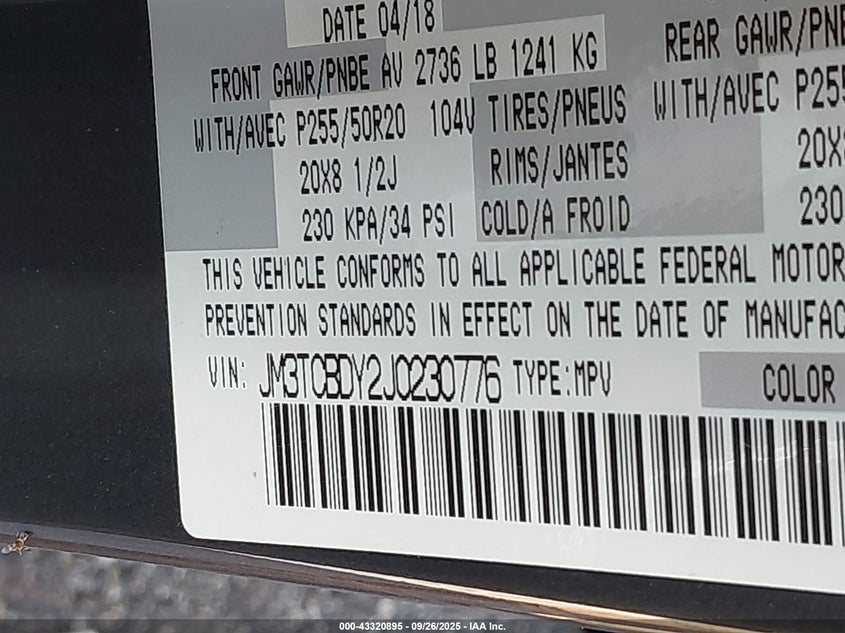 DATE 04/18
FRONT GAWR/PNBE AV 2736 LB 1241 KG REAR GAWR/PNBE
WITH/AVEC P255/50R20 104V TIRES/PNEUS WITH/AVEC P255
20X8 1/2J RIMS/JANTES 20X8
230 KPA/34 PSI COLD/A FROID 230
THIS VEHICLE CONFORMS TO ALL APPLICABLE FEDERAL MOTOR
PREVENTION STANDARDS IN EFFECT ON THE DATE OF MANUFAC
VIN: JM3TCBDY2J0230776 TYPE:MPV COLOR
000-43320895 - 09/26/2025 - IAA Inc.